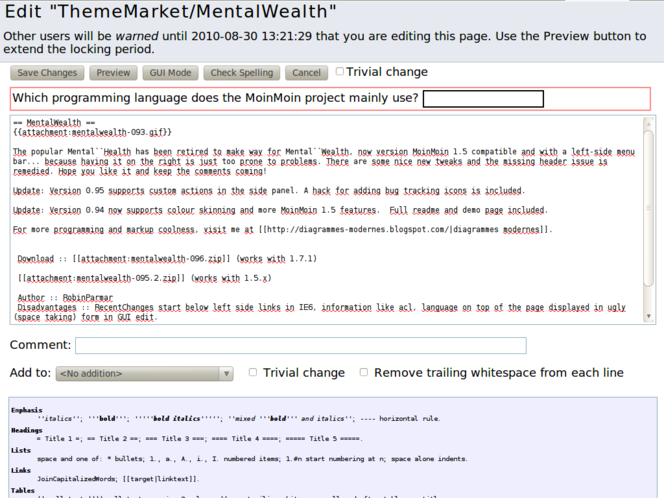 Edit "ThemeMarket/MentalWealth"
Other users will be warned until 2010-08-30 13:21:29 that you are editing this page. Use the Preview button to
extend the locking period.
Save Changes Preview GUI Mode Check Spelling Cancel Trivial change
Which programming language does the MoinMoin project mainly use?
== MentalWealth ==
{{attachment:mentalwealth-093.gif}}
The popular Mental``Health has been retired to make way for Mental``Wealth, now version MoinMoin 1.5 compatible and with a left-side menu
bar... because having it on the right is just too prone to problems. There are some nice new tweaks and the missing header issue is
remedied. Hope you like it and keep the comments coming!
Update: Version 0.95 supports custom actions in the side panel. A hack for adding bug tracking icons is included.
Update: Version 0.94 now supports colour skinning and more MoinMoin 1.5 features.  Full readme and demo page included.
For more programming and markup coolness, visit me at [[http://diagrammes-modernes.blogspot.com/|diagrammes modernes]].
Download :: [[attachment:mentalwealth-096.zip]] (works with 1.7.1)
[[attachment:mentalwealth-095.2.zip]] (works with 1.5.x)
Author :: RobinParmar
Disadvantages :: RecentChanges start below left side links in IE6, information like acl, language on top of the page displayed in ugly
(space taking) form in GUI edit.
Comment:
Add to: <No addition> Trivial change Remove trailing whitespace from each line
Emphasis
''italics''; '''bold'''; '''''bold italics'''''; ''mixed '''bold''' and italics''; ---- horizontal rule.
Headings
= Title 1 =; == Title 2 ==; === Title 3 ===; ==== Title 4 ====; ===== Title 5 =====.
Lists
space and one of: * bullets; 1., a., A., i., I. numbered items; 1.#n start numbering at n; space alone indents.
Links
JoinCapitalizedWords; [[target|linktext]].
Tables